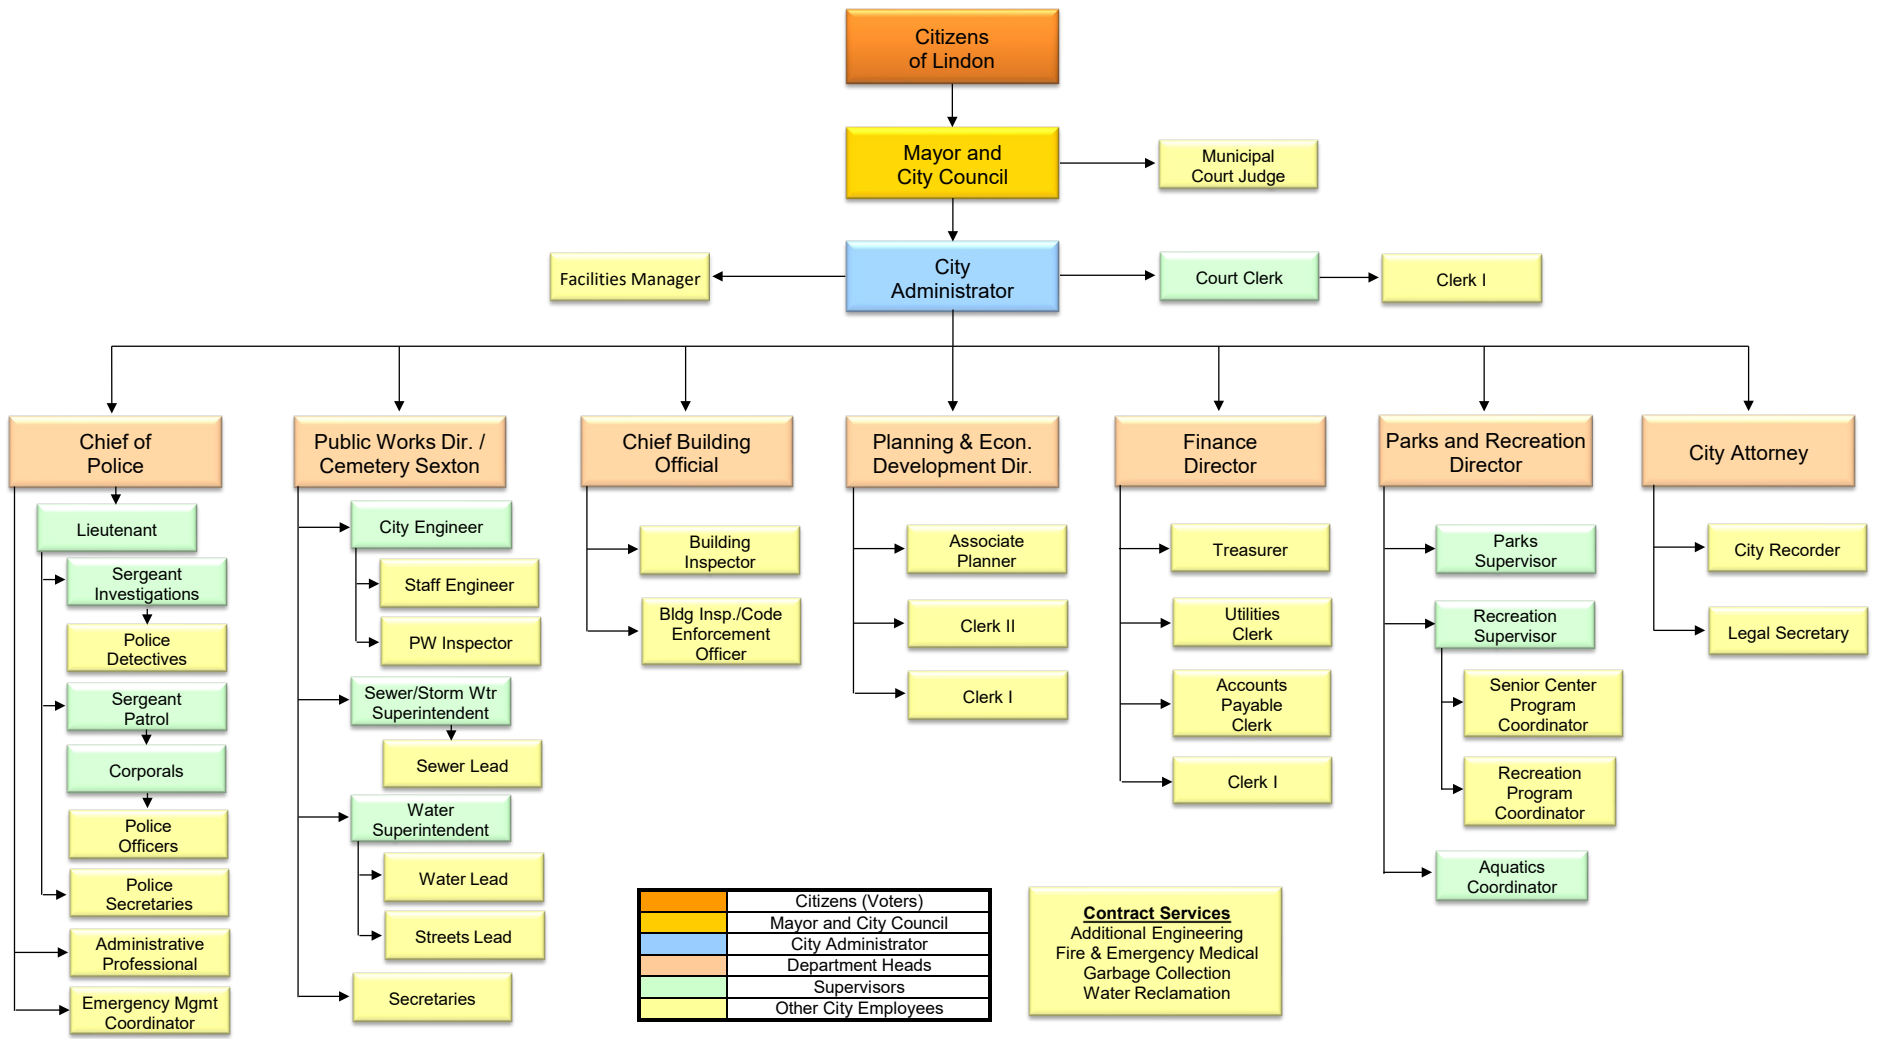 Citizens
of Lindon
Mayor and
City Council
Municipal
Court Judge
Facilities Manager
City
Administrator
Court Clerk
Clerk I
Chief of
Police
Lieutenant
Sergeant
Investigations
Police
Detectives
Sergeant
Patrol
Corporals
Police
Officers
Police
Secretaries
Administrative
Professional
Emergency Mgmt
Coordinator
Public Works Dir. /
Cemetery Sexton
City Engineer
Staff Engineer
PW Inspector
Sewer/Storm Wtr
Superintendent
Sewer Lead
Water
Superintendent
Water Lead
Streets Lead
Secretaries
Chief Building
Official
Building
Inspector
Bldg Insp./Code
Enforcement
Officer
Planning & Econ.
Development Dir.
Associate
Planner
Clerk II
Clerk I
Finance
Director
Treasurer
Utilities
Clerk
Accounts
Payable
Clerk
Clerk I
Parks and Recreation
Director
Parks
Supervisor
Recreation
Supervisor
Senior Center
Program
Coordinator
Recreation
Program
Coordinator
Aquatics
Coordinator
City Attorney
City Recorder
Legal Secretary
Citizens (Voters)
Mayor and City Council
City Administrator
Department Heads
Supervisors
Other City Employees
Contract Services
Additional Engineering
Fire & Emergency Medical
Garbage Collection
Water Reclamation